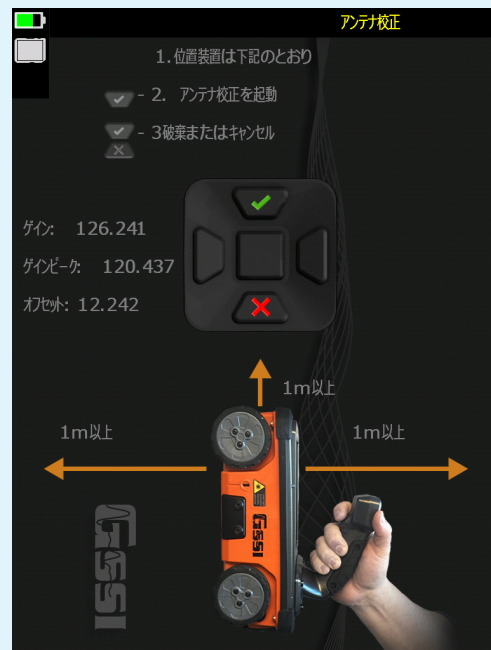 アンテナ校正
1.位置装置は下記のとおり
- 2. アンテナ校正を起動
- 3破棄またはキャンセル
ゲイン: 126.241
ゲインピーク: 120.437
オフセット: 12.242
1m以上
1m以上
1m以上
GSSI
GSSI